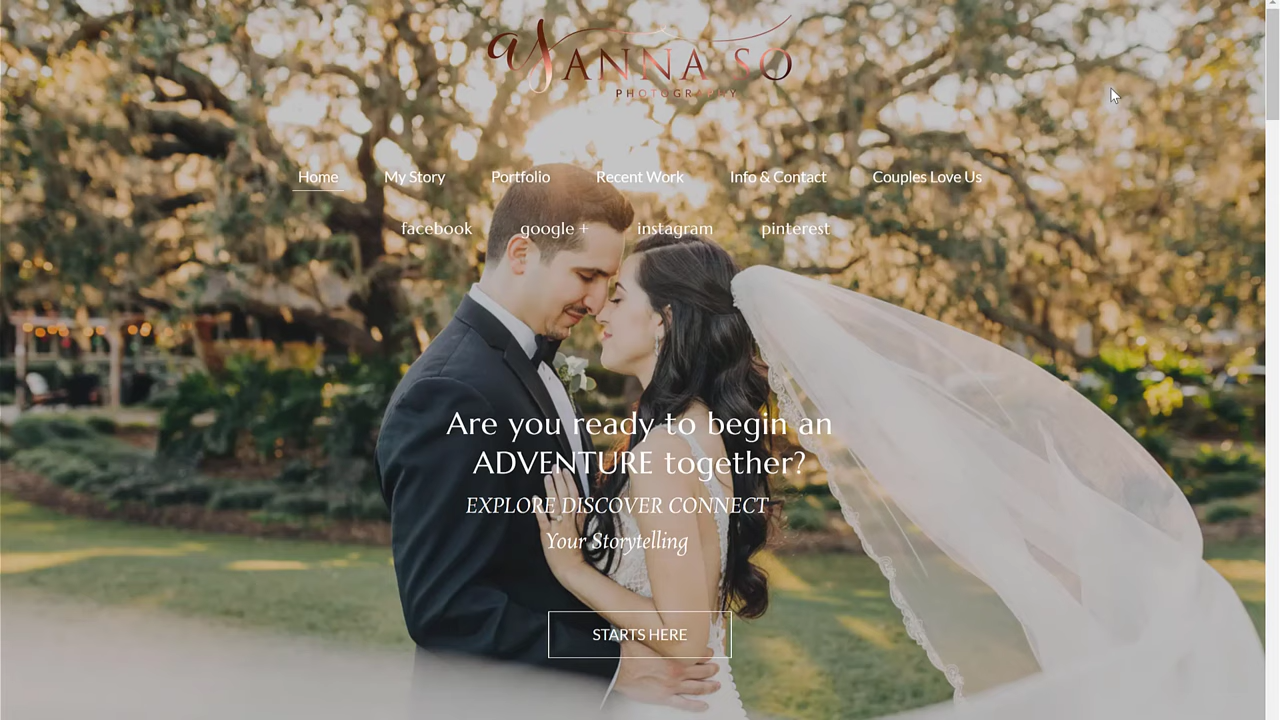 aS ANNA SO
PHOTOGRAPHY
Home My Story Portfolio Recent Work Info & Contact Couples Love Us
facebook google + instagram pinterest
Are you ready to begin an
ADVENTURE together?
EXPLORE DISCOVER CONNECT
Your Storytelling
STARTS HERE